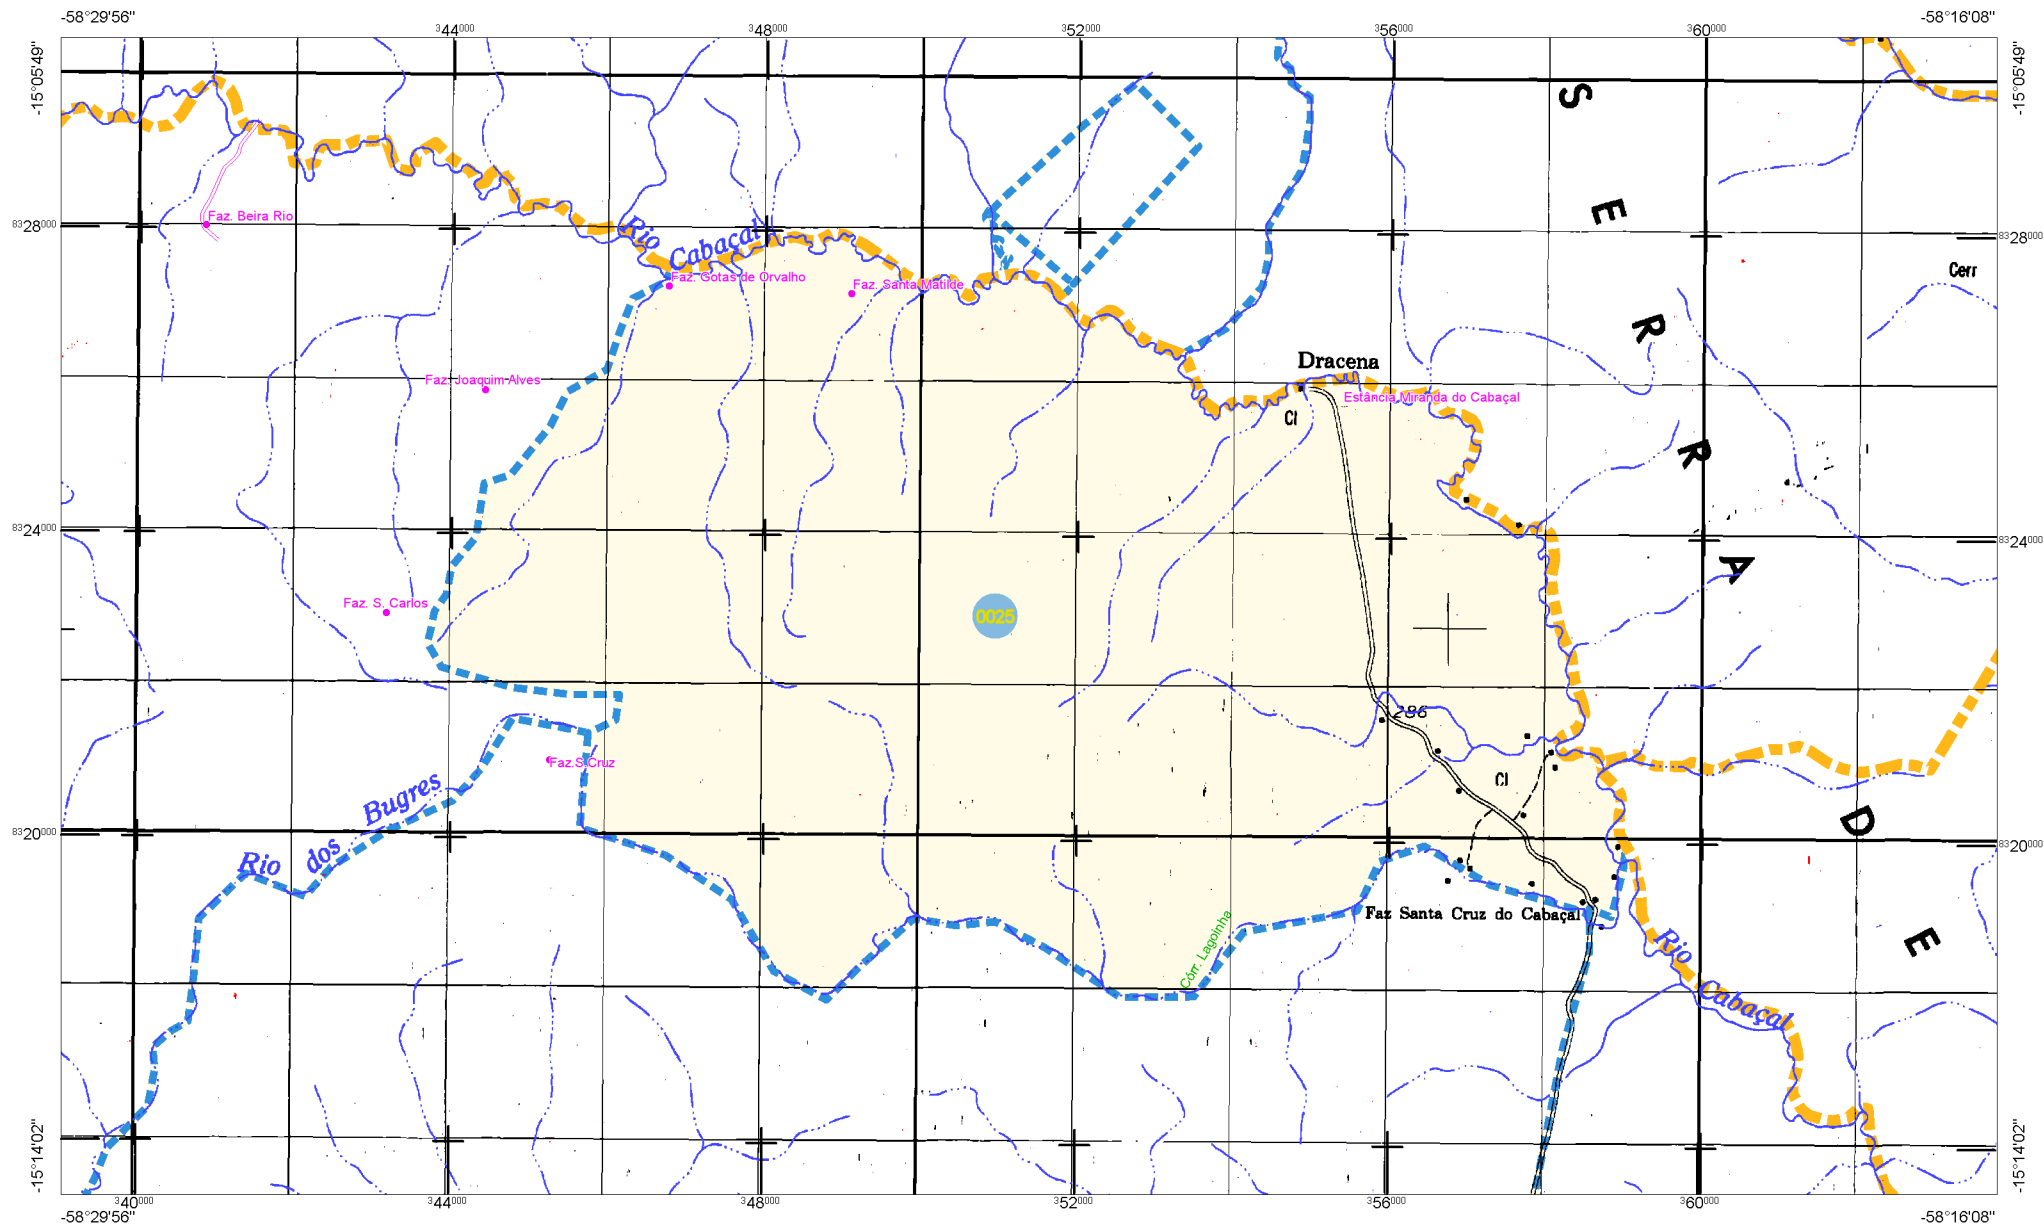 -58°29'56"
-58°16'08"
344000
348000
352000
356000
360000
-15°05'49"
-15°05'49"
S
E
R
R
A
D
E
Faz. Beira Rio
8328000
8328000
Rio
Cabaçal
Cerr
Faz. Gotas de Orvalho
Faz. Santa Matilde
Dracena
Faz. Joaquim Alves
Estância Miranda do Cabaçal
Cl
8324000
8324000
Faz. S. Carlos
0025
286
Faz.S.Cruz
Cl
Rio
dos
Bugres
8320000
8320000
Faz Santa Cruz do Cabaçal
Córr. Lagoinha
Rio
Cabaçal
-15°14'02"
-15°14'02"
340000
344000
348000
352000
356000
360000
-58°29'56"
-58°16'08"